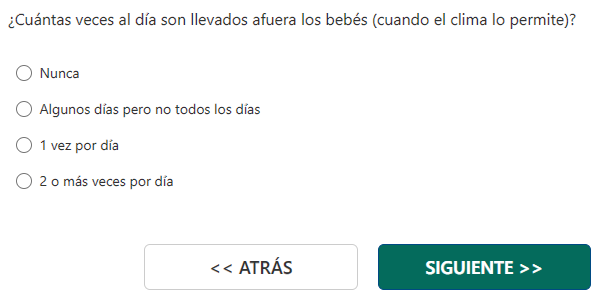 ¿Cuántas veces al día son llevados afuera los bebés (cuando el clima lo permite)?
Nunca
Algunos días pero no todos los días
1 vez por día
2 o más veces por día
<< ATRÁS
SIGUIENTE >>